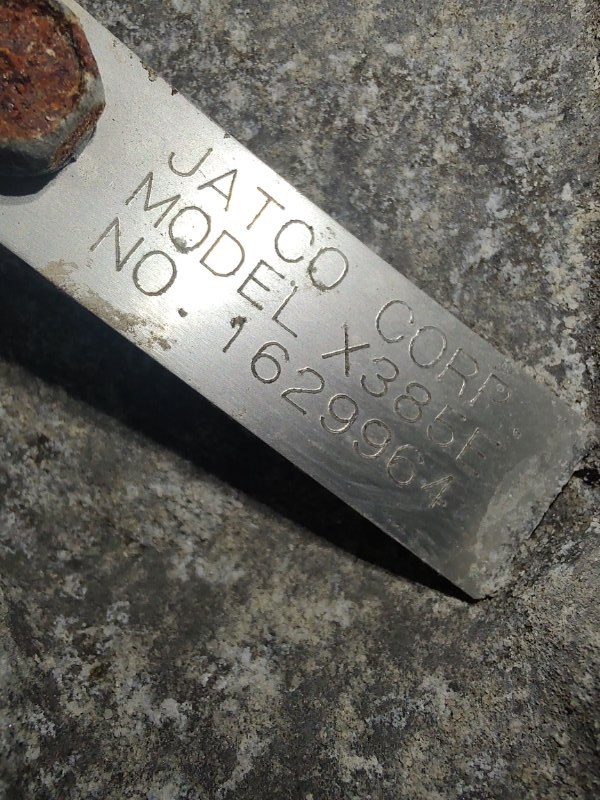 JATCO CORP.
MODEL X385E
NO. 1629964